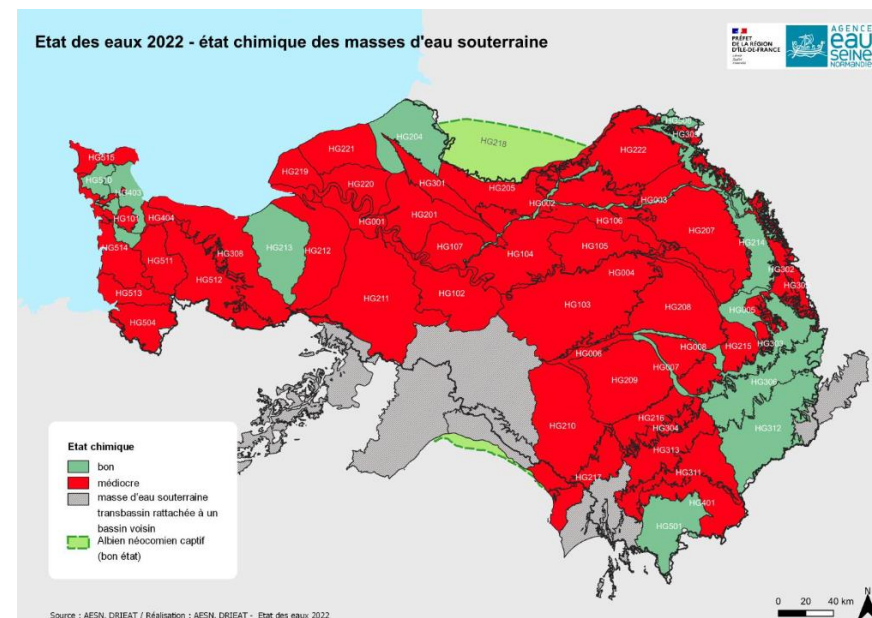 Etat des eaux 2022 - état chimique des masses d'eau souterraine
PRÉFET
DE LA RÉGION
D'ÎLE-DE-FRANCE
AGENCE
eau
SEINE
NORMANDIE
HG500
HG204
HG218
HG221
HG222
HG515
HG219
HG205
HG510
HG220
HG301
HG403
HG003
HG002
HG101
HG404
HG201
HG106
HG001
HG207
HG107
HG105
HG214
HG514
HG308
HG213
HG212
HG104
HG511
HG302
HG004
HG512
HG513
HG211
HG102
HG103
HG208
HG005
HG504
HG215
HG303
HG008
HG006
HG007
HG209
HG306
HG216
HG210
HG304
HG312
HG313
HG217
HG311
HG401
HG501
Etat chimique
bon
médiocre
masse d'eau souterraine
transbassin rattachée à un
bassin voisin
Albien néocomien captif
(bon état)
N
0 20 40 km
Source : AESN, DRIEAT / Réalisation : AESN, DRIEAT - Etat des eaux 2022